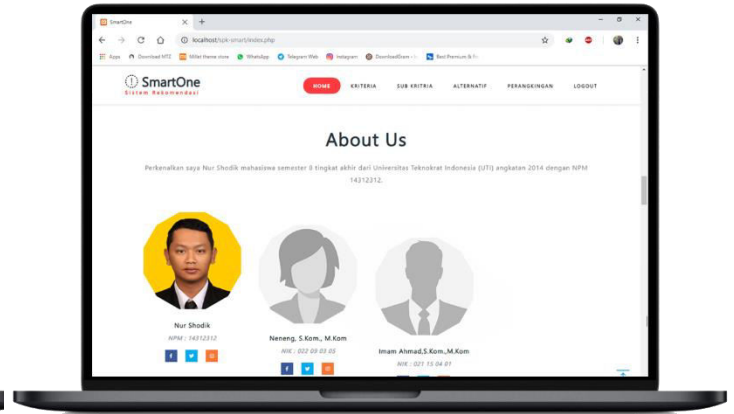 SmartOne
localhost/spk-smart/index.php
Apps
Download MTZ
MIUI theme store
WhatsApp
Telegram Web
Instagram
SmartOne
Sistem Rekomendasi
HOME
KRITERIA
SUB KRITRIA
ALTERNATIF
PERANGKINGAN
LOGOUT
About Us
Perkenalkan saya Nur Shodik mahasiswa semester 8 tingkat akhir dari Universitas Teknokrat Indonesia (UTI) angkatan 2014 dengan NPM
14312312.
Nur Shodik
NPM : 14312312
Neneng, S.Kom., M.Kom
NIK : 022 09 03 05
Imam Ahmad,S.Kom.,M.Kom
NIK : 021 15 04 01